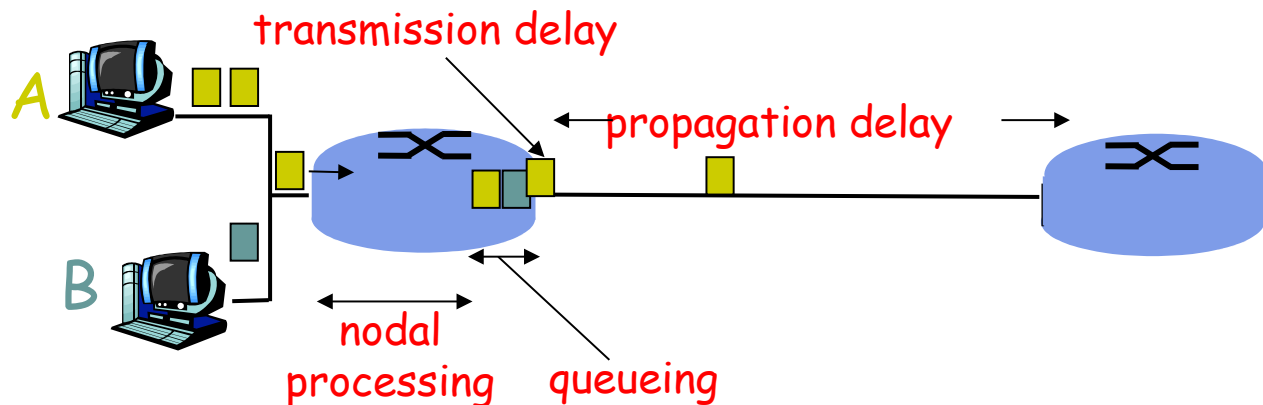 transmission delay
A
propagation delay
B
nodal
processing
queueing